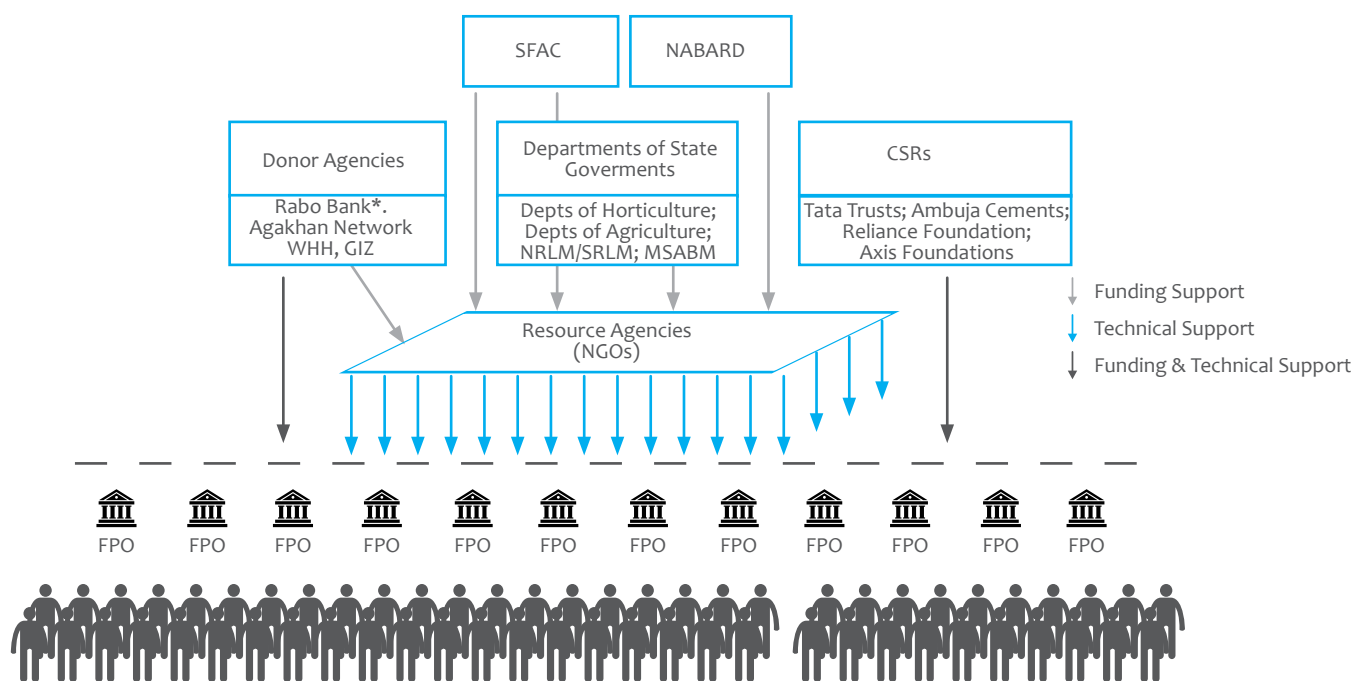 SFAC
NABARD
Donor Agencies
Rabo Bank*.
Agakhan Network
WHH, GIZ
Departments of State
Goverments
Depts of Horticulture;
Depts of Agriculture;
NRLM/SRLM; MSABM
CSRs
Tata Trusts; Ambuja Cements;
Reliance Foundation;
Axis Foundations
Funding Support
Technical Support
Funding & Technical Support
Resource Agencies
(NGOs)
FPO FPO FPO FPO FPO FPO FPO FPO FPO FPO FPO FPO